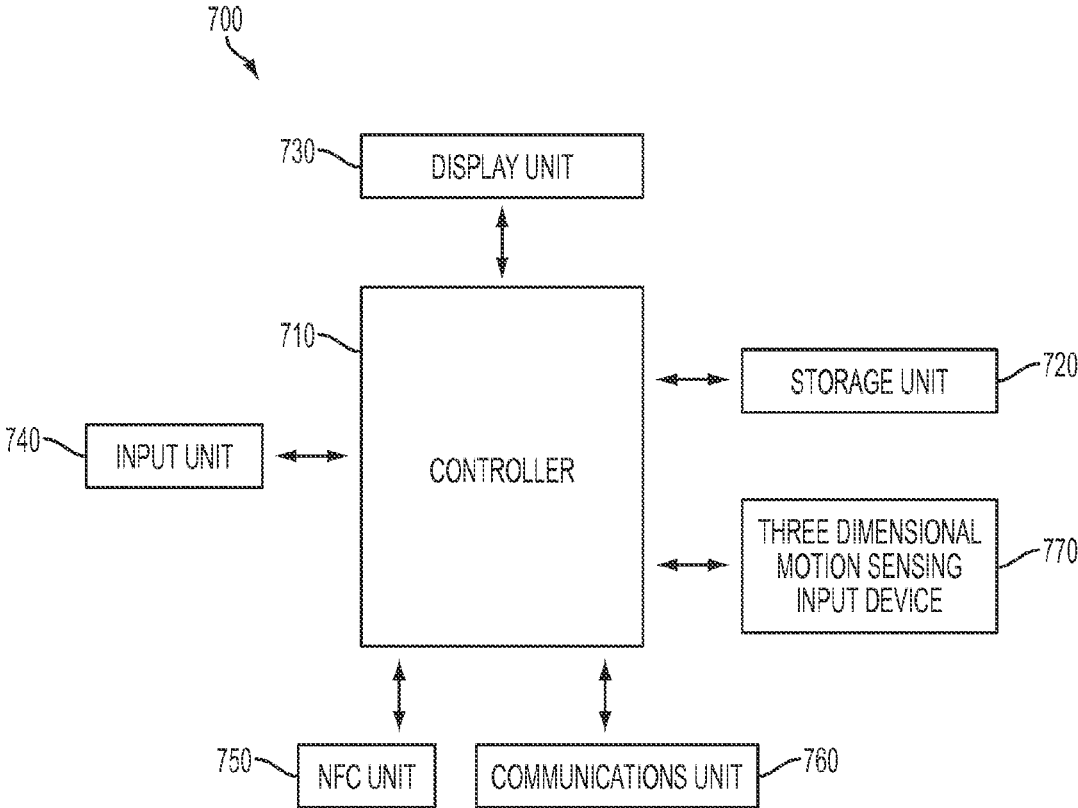 700
730
DISPLAY UNIT
710
CONTROLLER
STORAGE UNIT
720
740
INPUT UNIT
THREE DIMENSIONAL
MOTION SENSING
INPUT DEVICE
770
750
NFC UNIT
COMMUNICATIONS UNIT
760